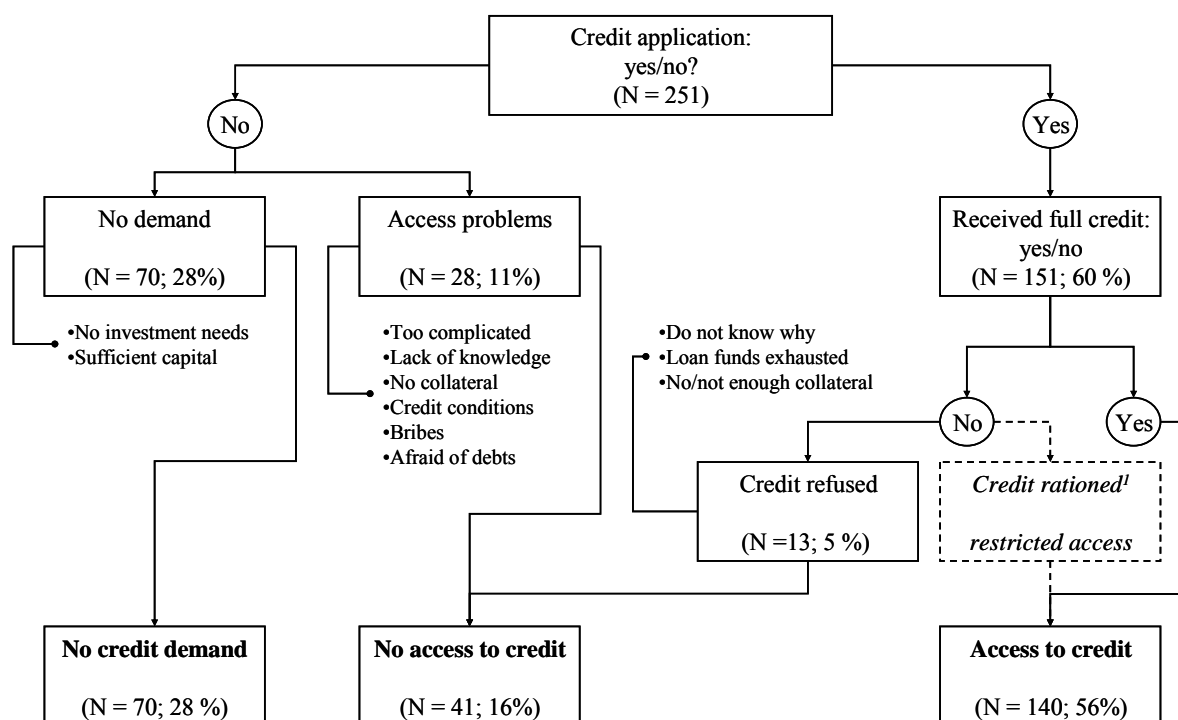 Credit application:
yes/no?
(N = 251)
No
Yes
No demand
(N = 70; 28%)
Access problems
(N = 28; 11%)
Received full credit:
yes/no
(N = 151; 60 %)
•No investment needs
•Sufficient capital
•Too complicated
•Lack of knowledge
•No collateral
•Credit conditions
•Bribes
•Afraid of debts
•Do not know why
•Loan funds exhausted
•No/not enough collateral
No
Yes
Credit refused
(N =13; 5 %)
Credit rationed¹
restricted access
No credit demand
(N = 70; 28 %)
No access to credit
(N = 41; 16%)
Access to credit
(N = 140; 56%)